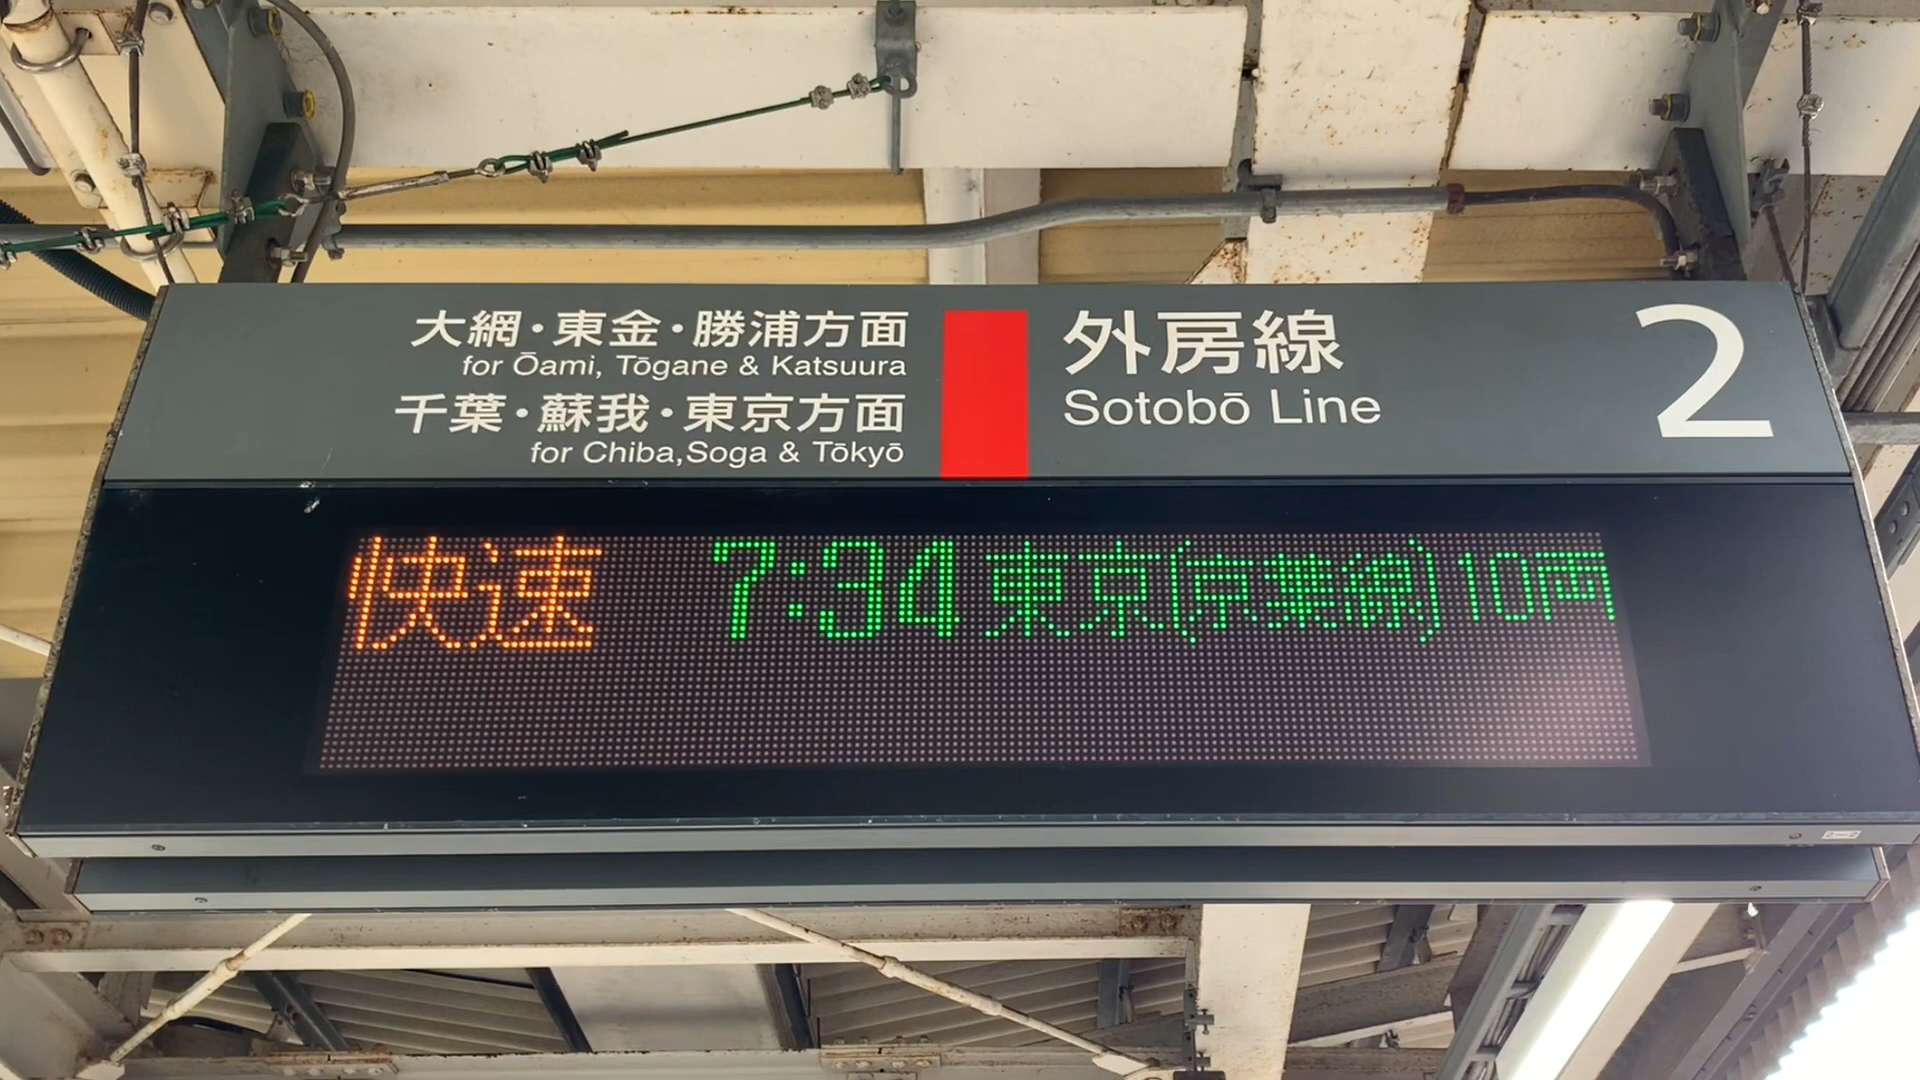 大網・東金・勝浦方面
for Ōami, Tōgane & Katsuura
千葉・蘇我・東京方面
for Chiba,Soga & Tōkyō
外房線
Sotobō Line
2
快速 7:34 東京(京葉線) 10両